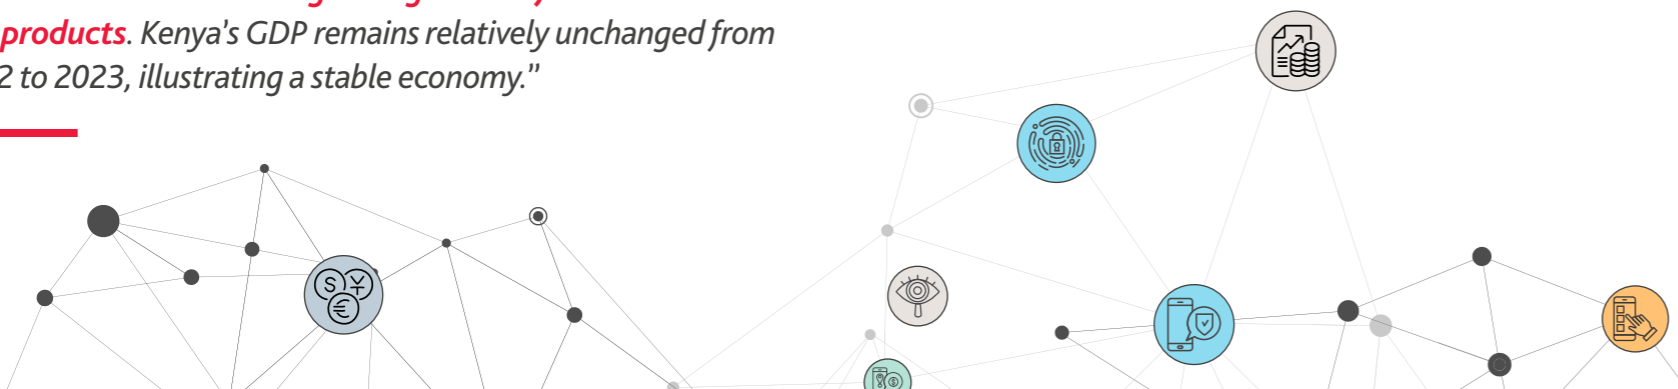 products. Kenya’s GDP remains relatively unchanged from
2 to 2023, illustrating a stable economy.”